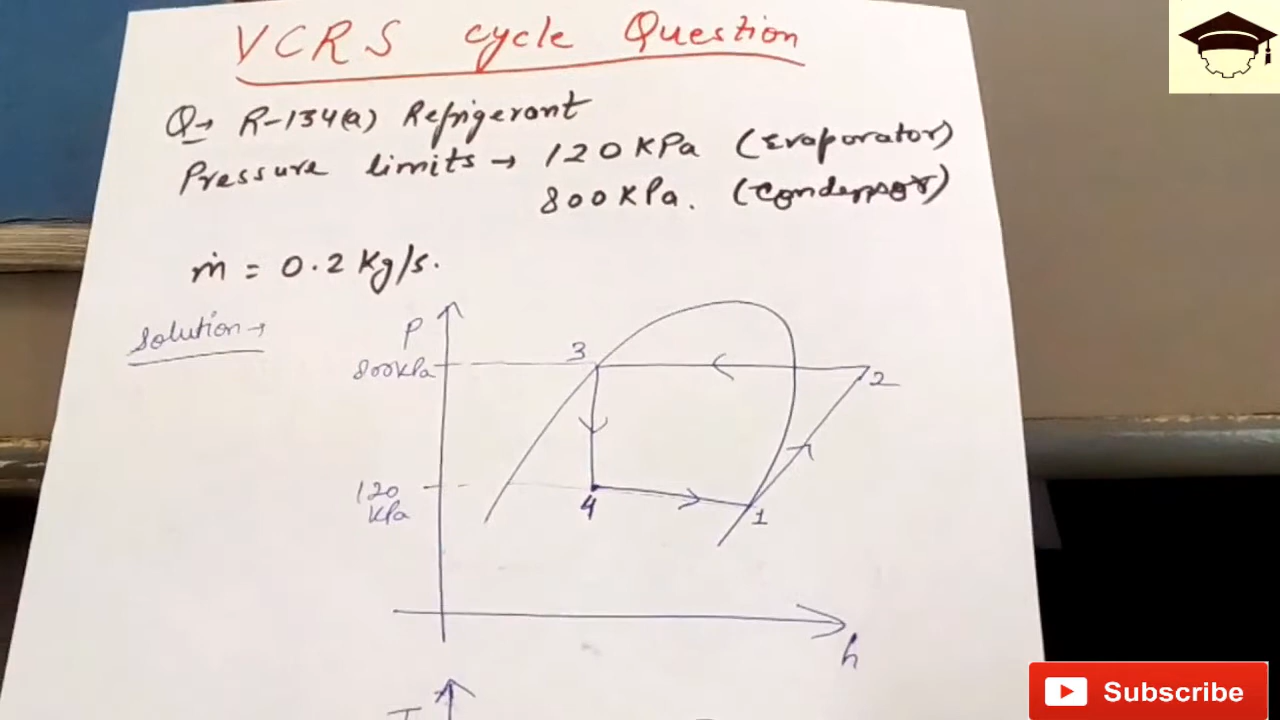 VCRS cycle Question
Q→ R-134(a) Refrigerant
Pressure limits → 120 KPa (Evaporator)
800 KPa. (Condensor)
ṁ = 0.2 Kg/s.
Solution →
P
3
800KPa
2
120
KPa
4
1
h
T
Subscribe